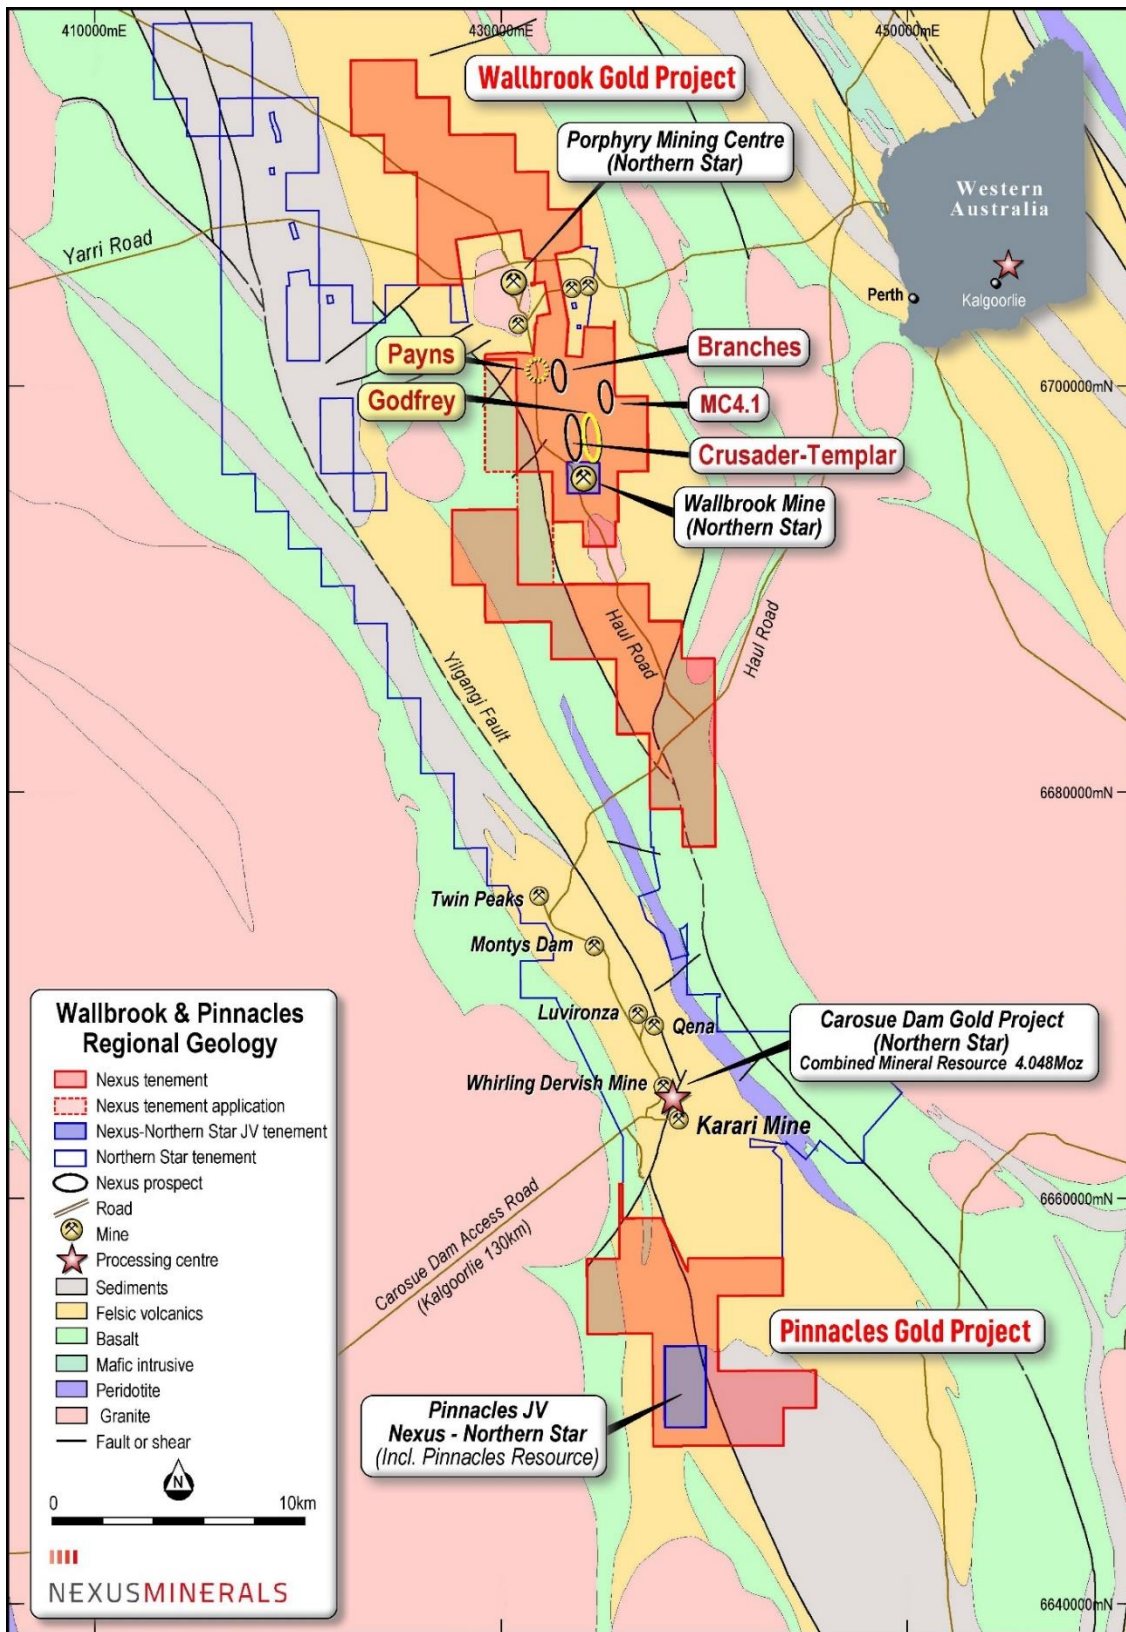 410000mE
430000mE
450000mE
Wallbrook Gold Project
Porphyry Mining Centre
(Northern Star)
Western
Australia
Perth
Kalgoorlie
Yarri Road
Payns
Branches
6700000mN
Godfrey
MC4.1
Crusader-Templar
Wallbrook Mine
(Northern Star)
Haul Road
Haul Road
Yilgangi Fault
6680000mN
Twin Peaks
Montys Dam
Luvironza
Qena
Carosue Dam Gold Project
(Northern Star)
Combined Mineral Resource 4.048Moz
Whirling Dervish Mine
Karari Mine
6660000mN
Carosue Dam Access Road
(Kalgoorlie 130km)
Pinnacles Gold Project
Pinnacles JV
Nexus - Northern Star
(Incl. Pinnacles Resource)
6640000mN
Wallbrook & Pinnacles
Regional Geology
Nexus tenement
Nexus tenement application
Nexus-Northern Star JV tenement
Northern Star tenement
Nexus prospect
Road
Mine
Processing centre
Sediments
Felsic volcanics
Basalt
Mafic intrusive
Peridotite
Granite
Fault or shear
N
0 10km
NEXUSMINERALS